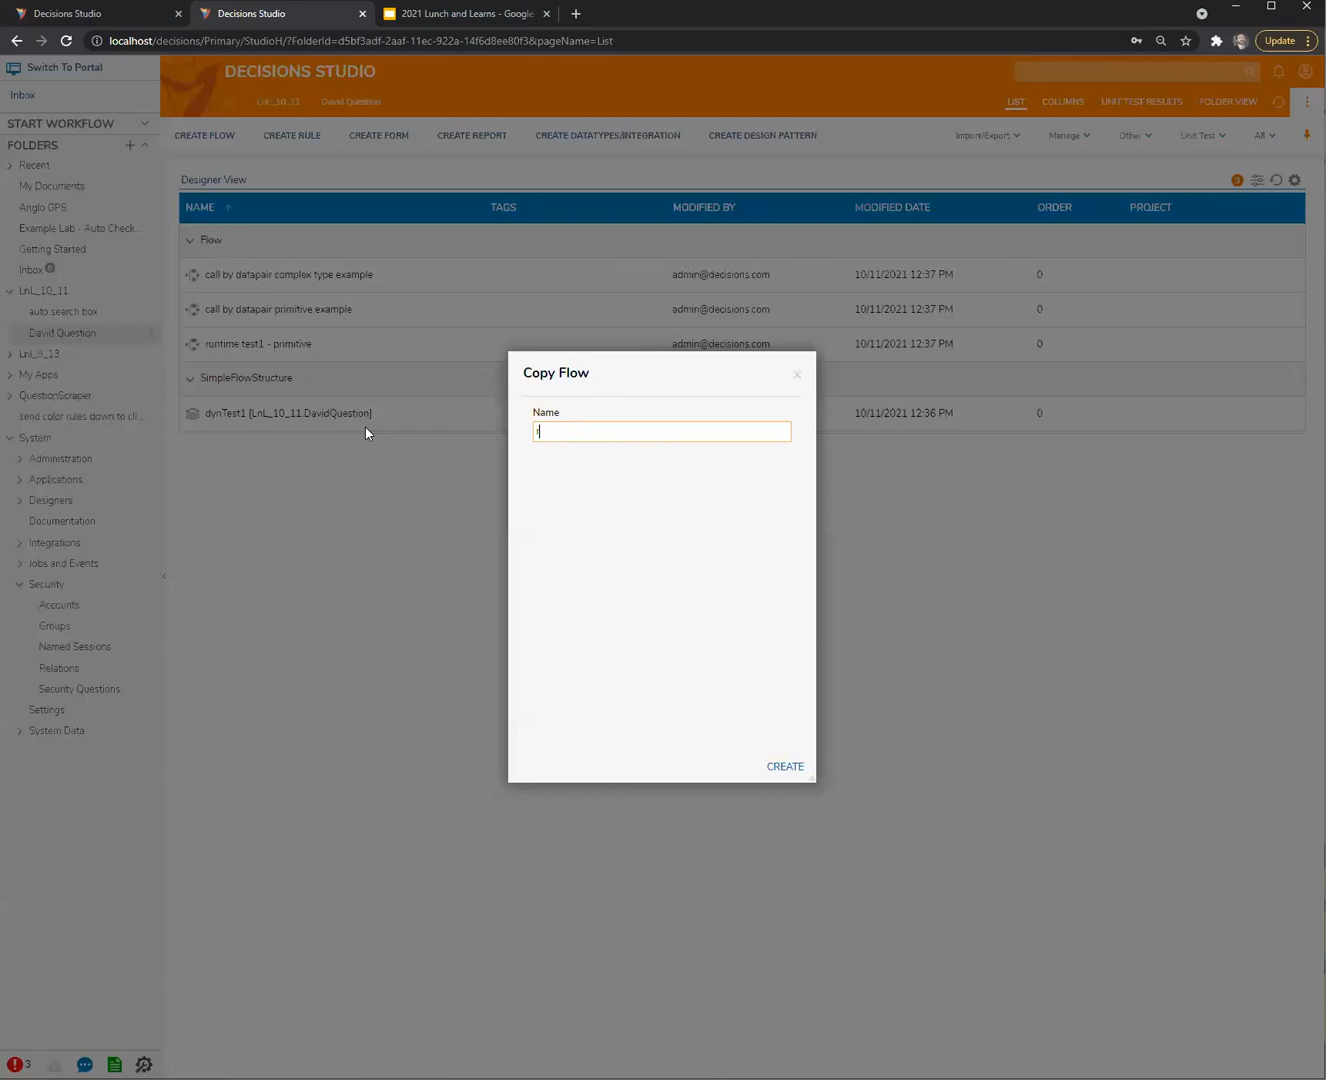 Decisions Studio
Decisions Studio
2021 Lunch and Learns - Google
localhost/decisions/Primary/StudioH/?FolderId=d5bf3adf-2aaf-11ec-922a-14f6d8ee80f3&pageName=List
Update
Switch To Portal
DECISIONS STUDIO
Inbox
LnL_10_11
David Question
LIST
COLUMNS
UNIT TEST RESULTS
FOLDER VIEW
START WORKFLOW
CREATE FLOW
CREATE RULE
CREATE FORM
CREATE REPORT
CREATE DATATYPES/INTEGRATION
CREATE DESIGN PATTERN
Import/Export
Manage
Other
Unit Test
All
FOLDERS
Recent
My Documents
Anglo GPS
Example Lab - Auto Check...
Getting Started
Inbox
LnL_10_11
auto search box
David Question
LnL_9_13
My Apps
QuestionScraper
send color rules down to cli...
System
Administration
Applications
Designers
Documentation
Integrations
Jobs and Events
Security
Accounts
Groups
Named Sessions
Relations
Security Questions
Settings
System Data
3
Designer View
3
NAME
TAGS
MODIFIED BY
MODIFIED DATE
ORDER
PROJECT
Flow
call by datapair complex type example
admin@decisions.com
10/11/2021 12:37 PM
0
call by datapair primitive example
admin@decisions.com
10/11/2021 12:37 PM
0
runtime test1 - primitive
admin@decisions.com
10/11/2021 12:37 PM
0
SimpleFlowStructure
dynTest1 [LnL_10_11.DavidQuestion]
10/11/2021 12:36 PM
0
Copy Flow
Name
r
CREATE